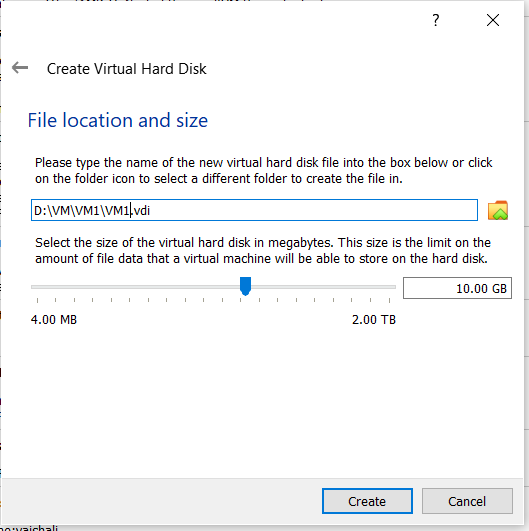 ?
Create Virtual Hard Disk
File location and size
Please type the name of the new virtual hard disk file into the box below or click
on the folder icon to select a different folder to create the file in.
D:\VM\VM1\VM1.vdi
Select the size of the virtual hard disk in megabytes. This size is the limit on the
amount of file data that a virtual machine will be able to store on the hard disk.
10.00 GB
4.00 MB 2.00 TB
Create Cancel